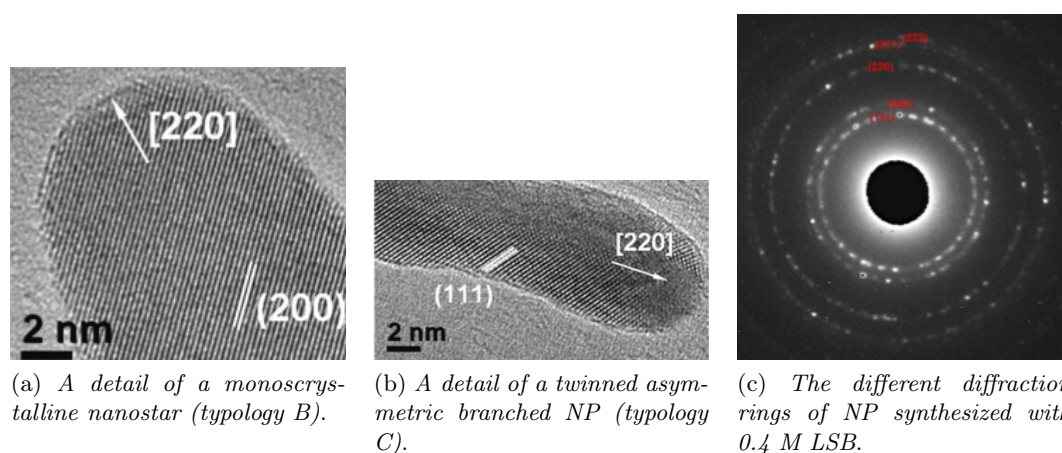 [220]
(200)
2 nm
[220]
(111)
2 nm
(222)
(220)
(a) A detail of a monoscrys-
talline nanostar (typology B).
(b) A detail of a twinned asym-
metric branched NP (typology
C).
(c) The different diffraction
rings of NP synthesized with
0.4 M LSB.